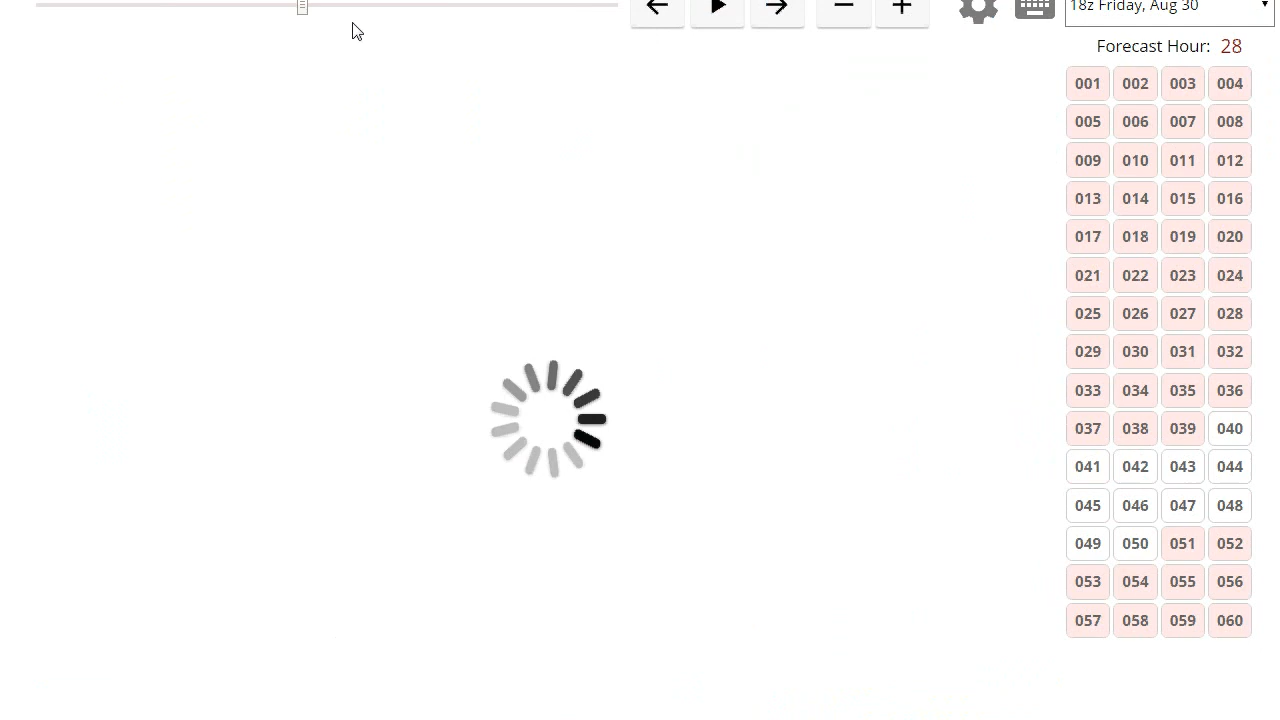 18z Friday, Aug 30
Forecast Hour: 28
001 002 003 004
005 006 007 008
009 010 011 012
013 014 015 016
017 018 019 020
021 022 023 024
025 026 027 028
029 030 031 032
033 034 035 036
037 038 039 040
041 042 043 044
045 046 047 048
049 050 051 052
053 054 055 056
057 058 059 060